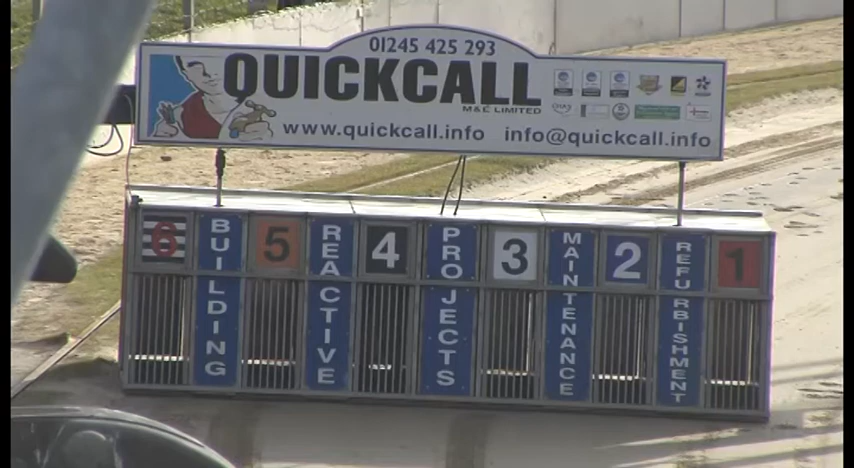 01245 425 293
QUICKCALL
M&E LIMITED
www.quickcall.info info@quickcall.info
6 BUILDING 5 REACTIVE 4 PROJECTS 3 MAINTENANCE 2 REFURBISHMENT 1